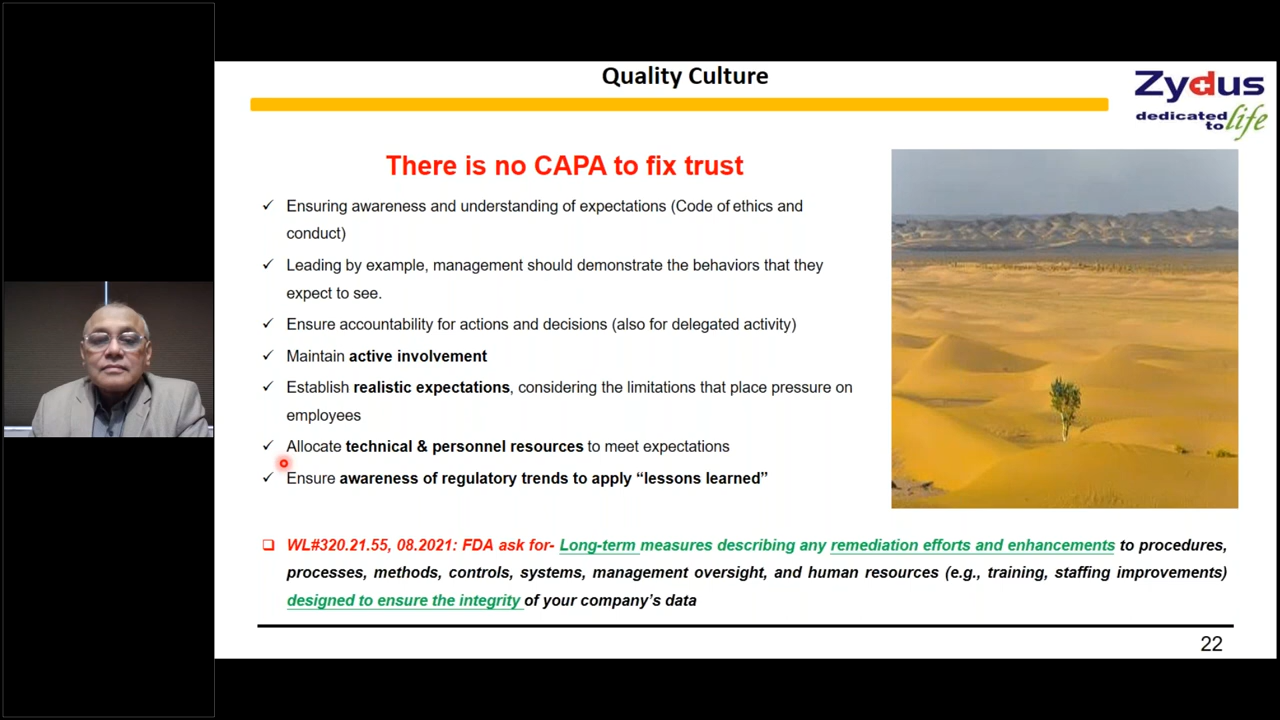 Quality Culture
Zydus
dedicated
to life
There is no CAPA to fix trust
✓ Ensuring awareness and understanding of expectations (Code of ethics and
conduct)
✓ Leading by example, management should demonstrate the behaviors that they
expect to see.
✓ Ensure accountability for actions and decisions (also for delegated activity)
✓ Maintain active involvement
✓ Establish realistic expectations, considering the limitations that place pressure on
employees
✓ Allocate technical & personnel resources to meet expectations
✓ Ensure awareness of regulatory trends to apply “lessons learned”
❑ WL#320.21.55, 08.2021: FDA ask for- Long-term measures describing any remediation efforts and enhancements to procedures,
processes, methods, controls, systems, management oversight, and human resources (e.g., training, staffing improvements)
designed to ensure the integrity of your company’s data
22